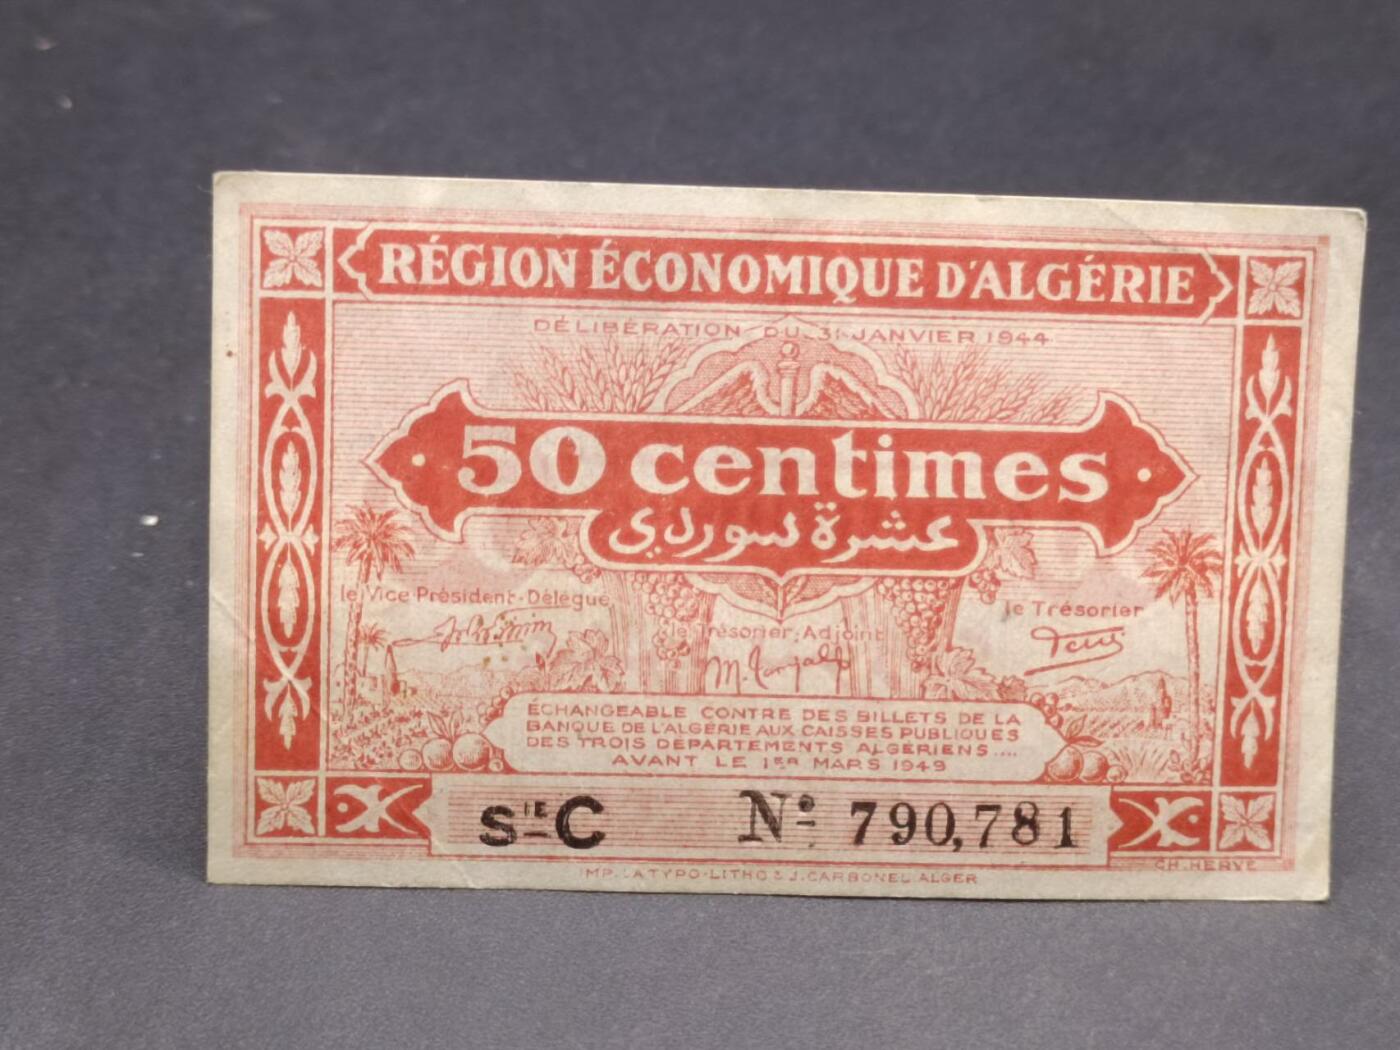 RÉGION ÉCONOMIQUE D'ALGÉRIE
DÉLIBÉRATION DU 31 JANVIER 1944
50 centimes
عشرة لسوردي
le Vice Président-Délégué
le Trésorier Adjoint
le Trésorier
ÉCHANGEABLE CONTRE DES BILLETS DE LA
BANQUE DE L'ALGÉRIE AUX CAISSES PUBLIQUES
DES TROIS DÉPARTEMENTS ALGÉRIENS....
AVANT LE 1ER MARS 1949
SIE C Nº 790,781
CH. HERVÉ
IMP. LA TYPO-LITHO & J. CARBONEL ALGER